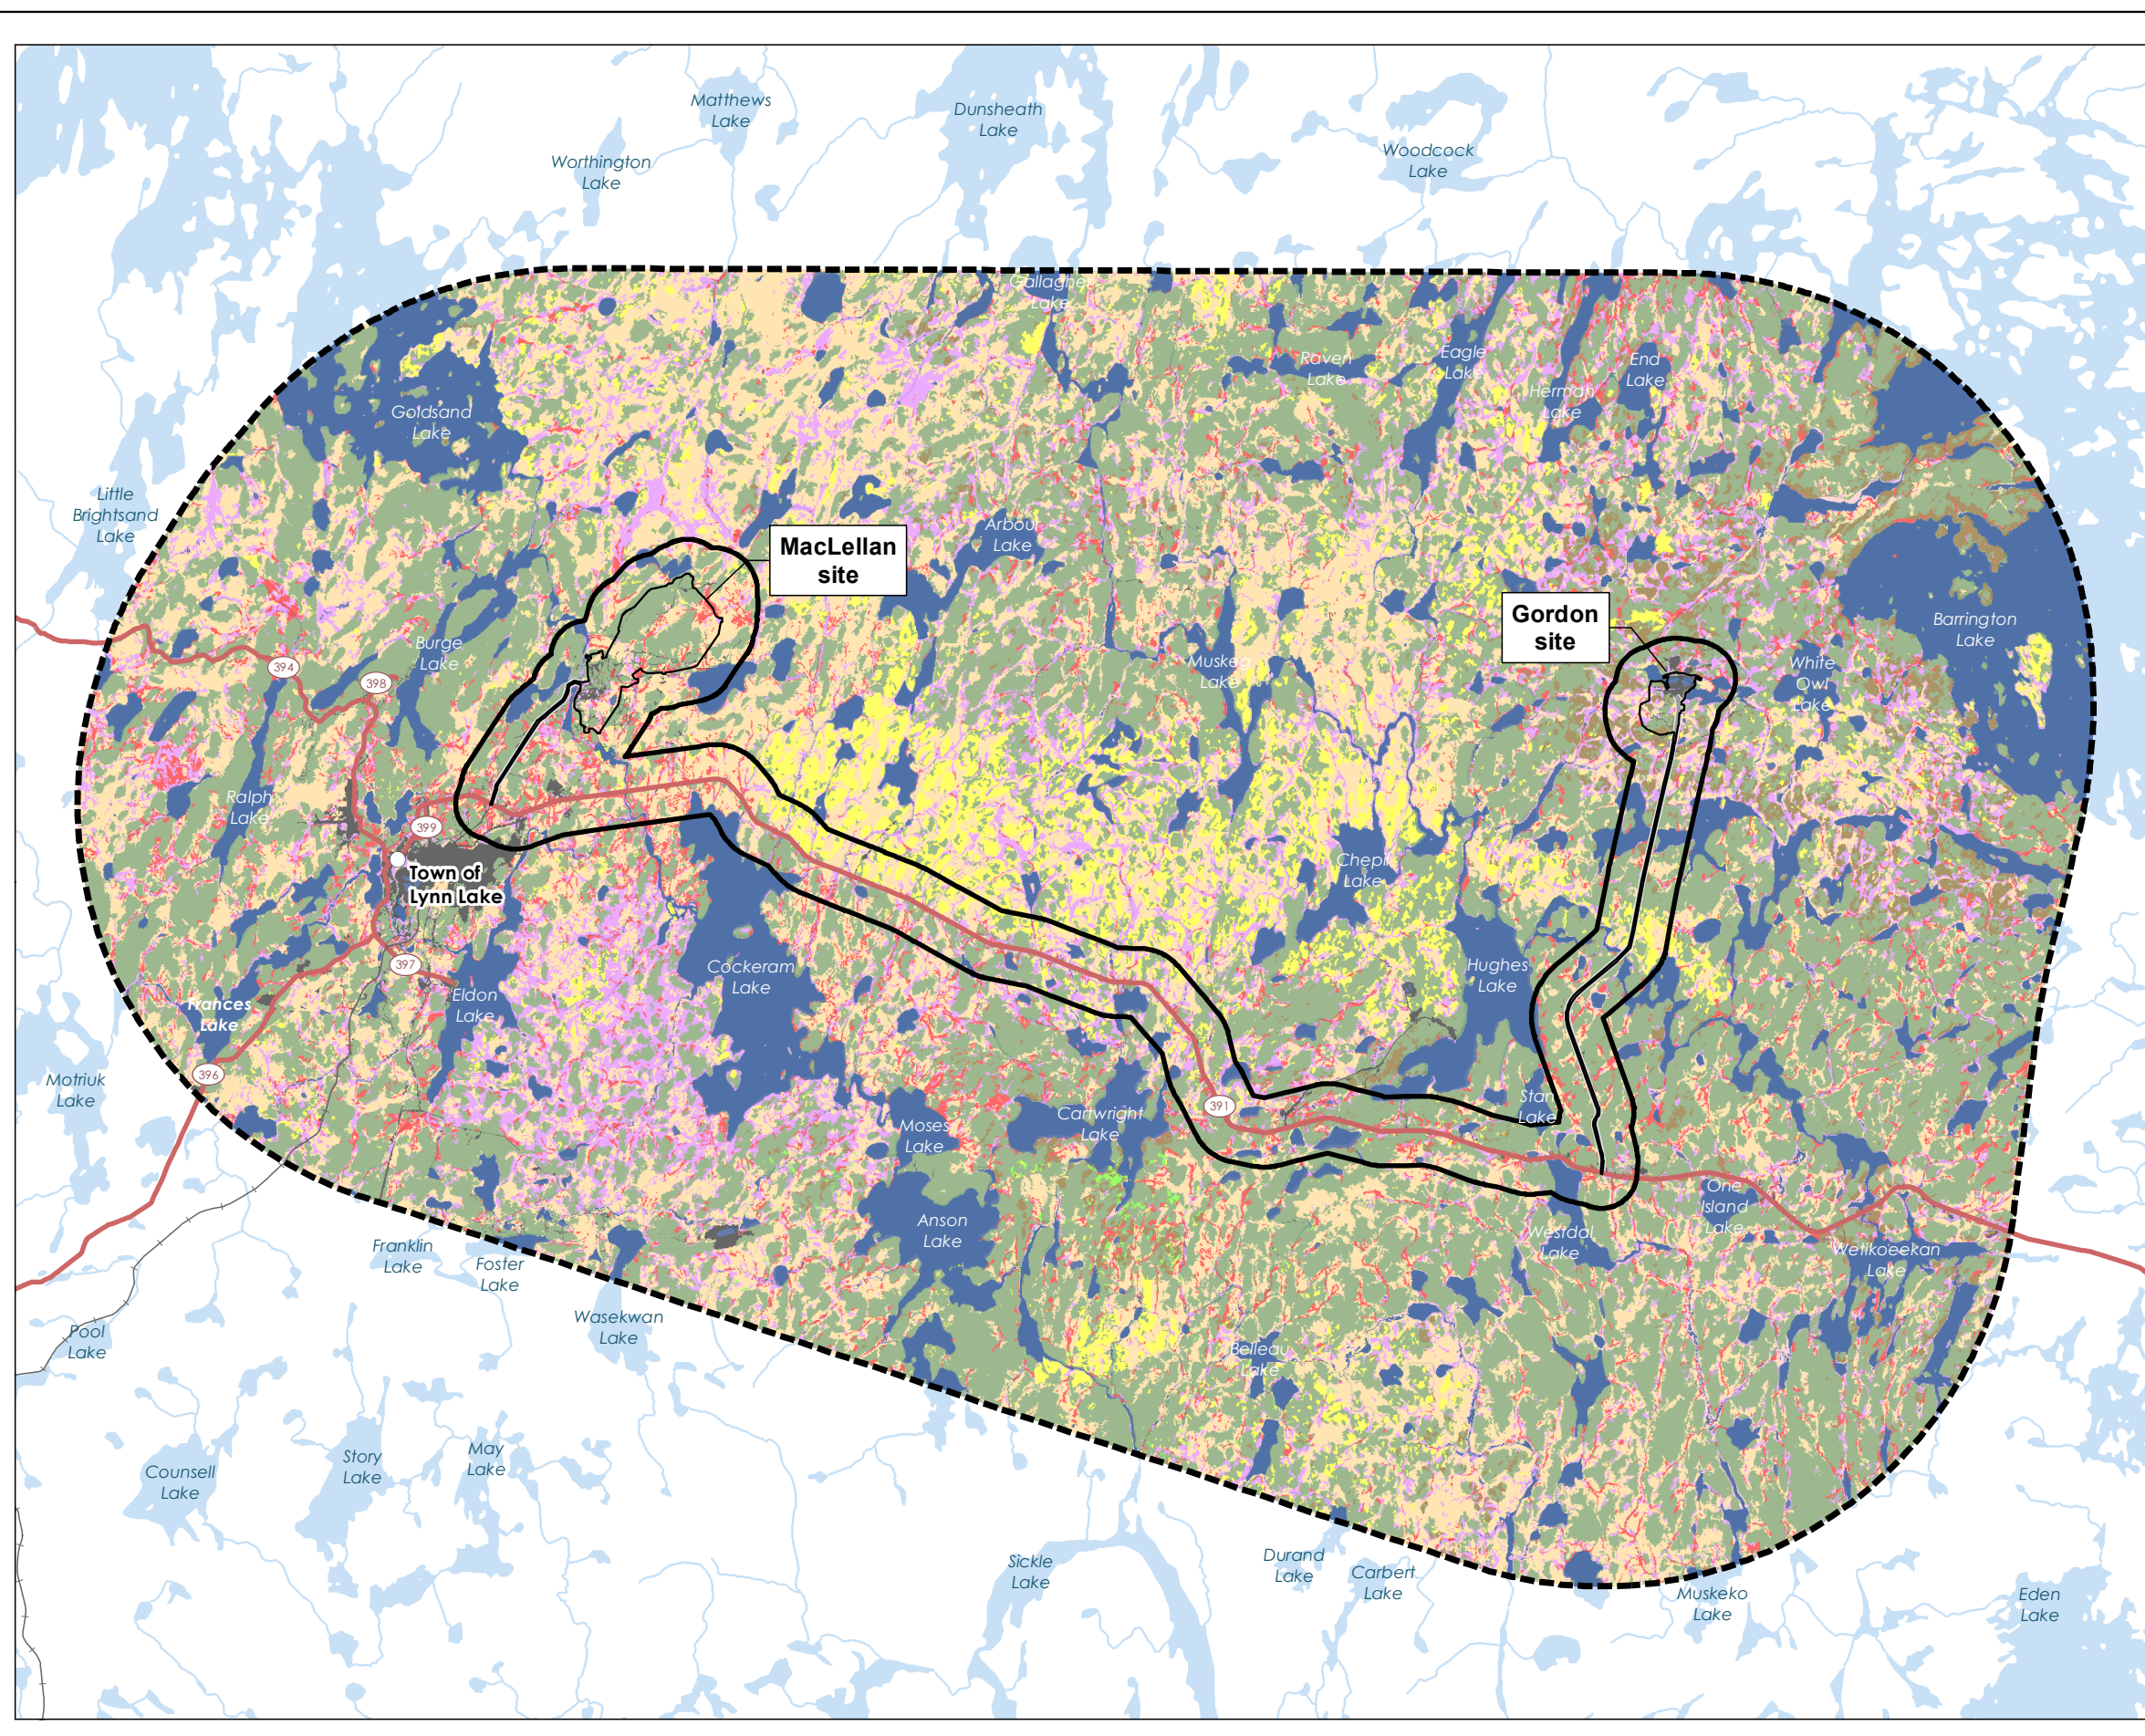 Matthews
Lake
Dunsheath
Lake
Worthington
Lake
Woodcock
Lake
Gallagher
Lake
Raven
Lake
Eagle
Lake
End
Lake
Herman
Lake
Goldsand
Lake
Little
Brightsand
Lake
Arbour
Lake
MacLellan
site
Gordon
site
Barrington
Lake
Burge
Lake
394
398
Muskeg
Lake
White
Owl
Lake
Ralph
Lake
399
Town of
Lynn Lake
Chepil
Lake
397
Cockeram
Lake
Hughes
Lake
Eldon
Lake
Frances
Lake
396
Motriuk
Lake
391
Stan
Lake
Cartwright
Lake
Moses
Lake
Anson
Lake
One
Island
Lake
Westdal
Lake
Wetikoeekan
Lake
Franklin
Lake
Foster
Lake
Wasekwan
Lake
Pool
Lake
Belleau
Lake
Counsell
Lake
Story
Lake
May
Lake
Sickle
Lake
Durand
Lake
Carbert
Lake
Muskeko
Lake
Eden
Lake